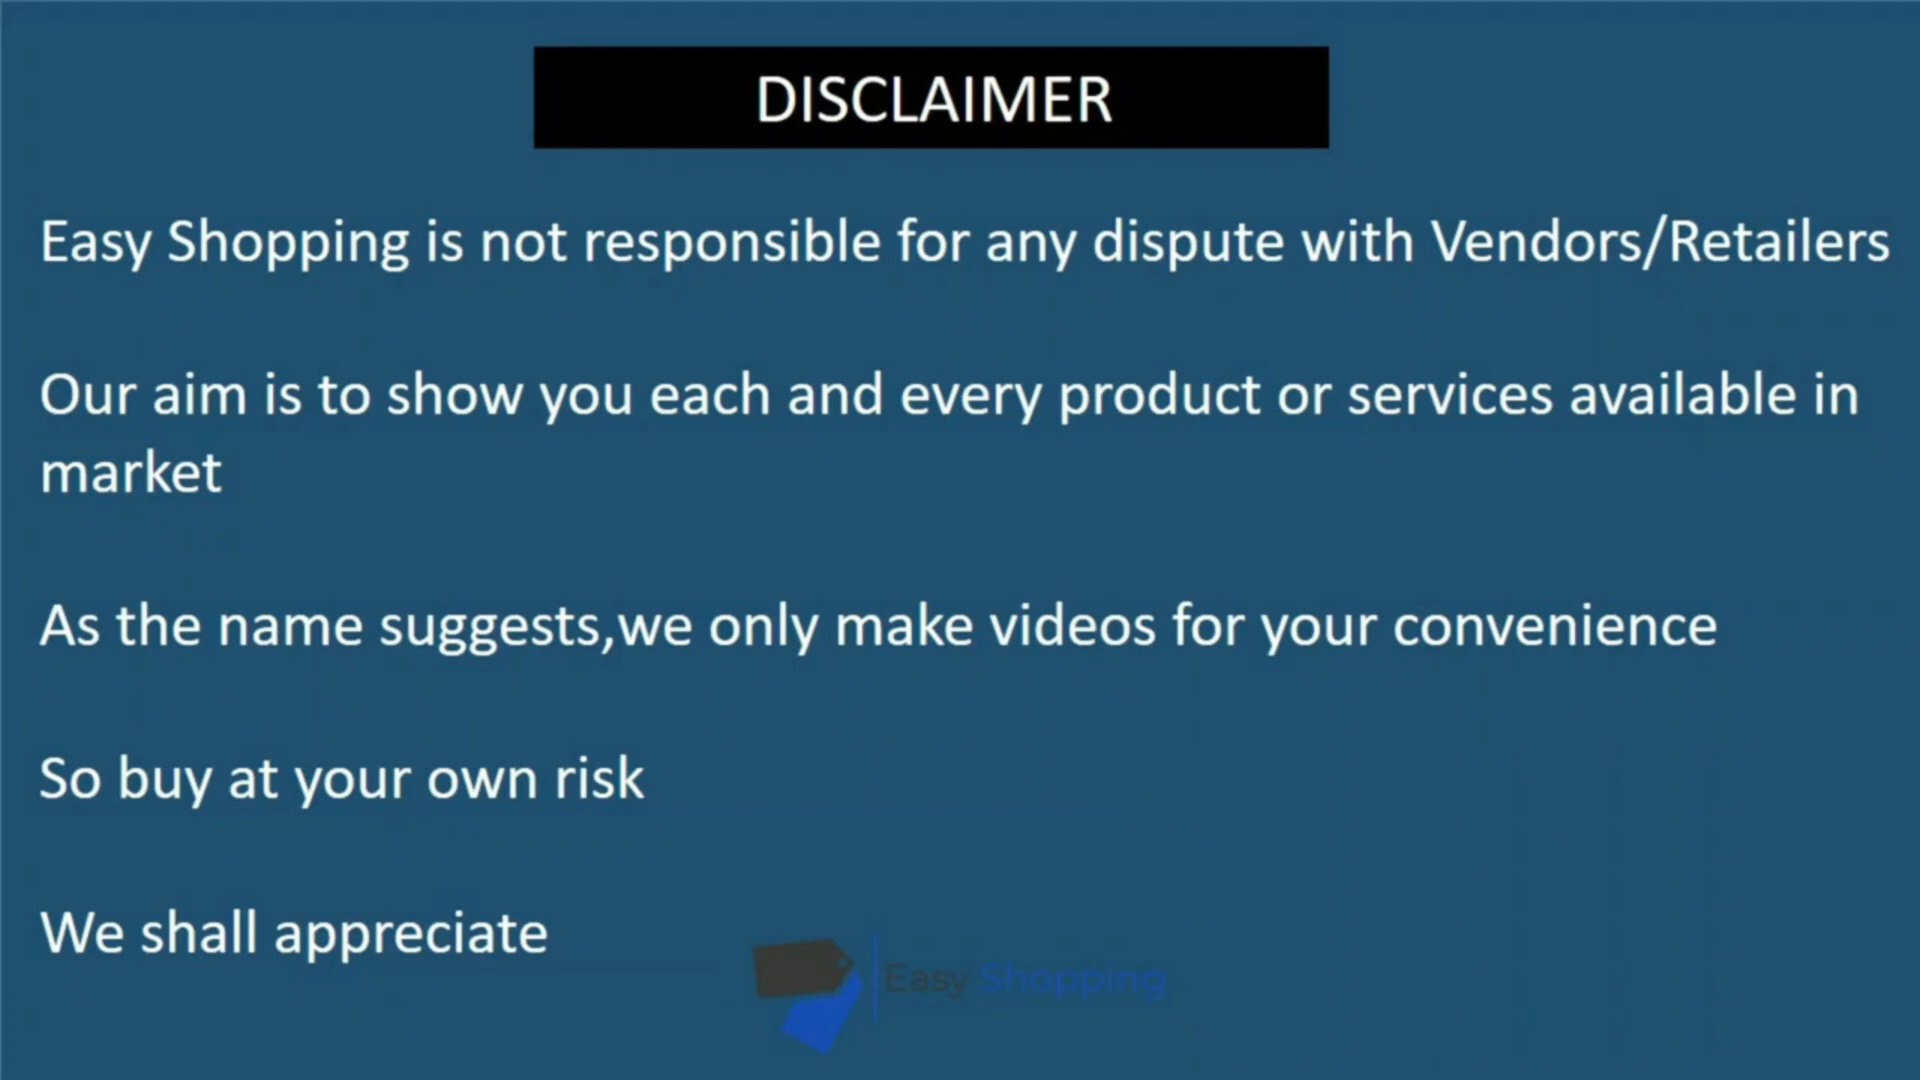 DISCLAIMER
Easy Shopping is not responsible for any dispute with Vendors/Retailers
Our aim is to show you each and every product or services available in
market
As the name suggests,we only make videos for your convenience
So buy at your own risk
We shall appreciate
Easy Shopping